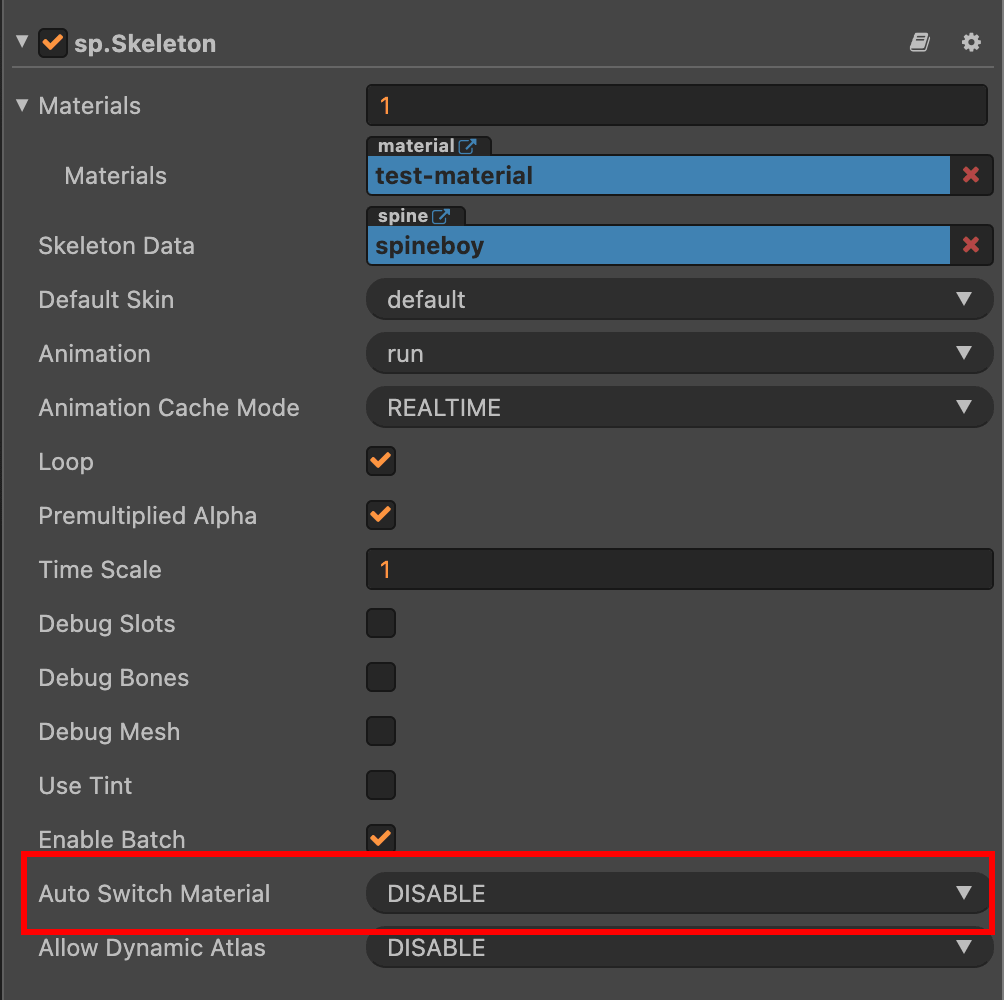 sp.Skeleton
Materials 1
material
Materials test-material
spine
Skeleton Data spineboy
Default Skin default
Animation run
Animation Cache Mode REALTIME
Loop
Premultiplied Alpha
Time Scale 1
Debug Slots
Debug Bones
Debug Mesh
Use Tint
Enable Batch
Auto Switch Material DISABLE
Allow Dynamic Atlas DISABLE